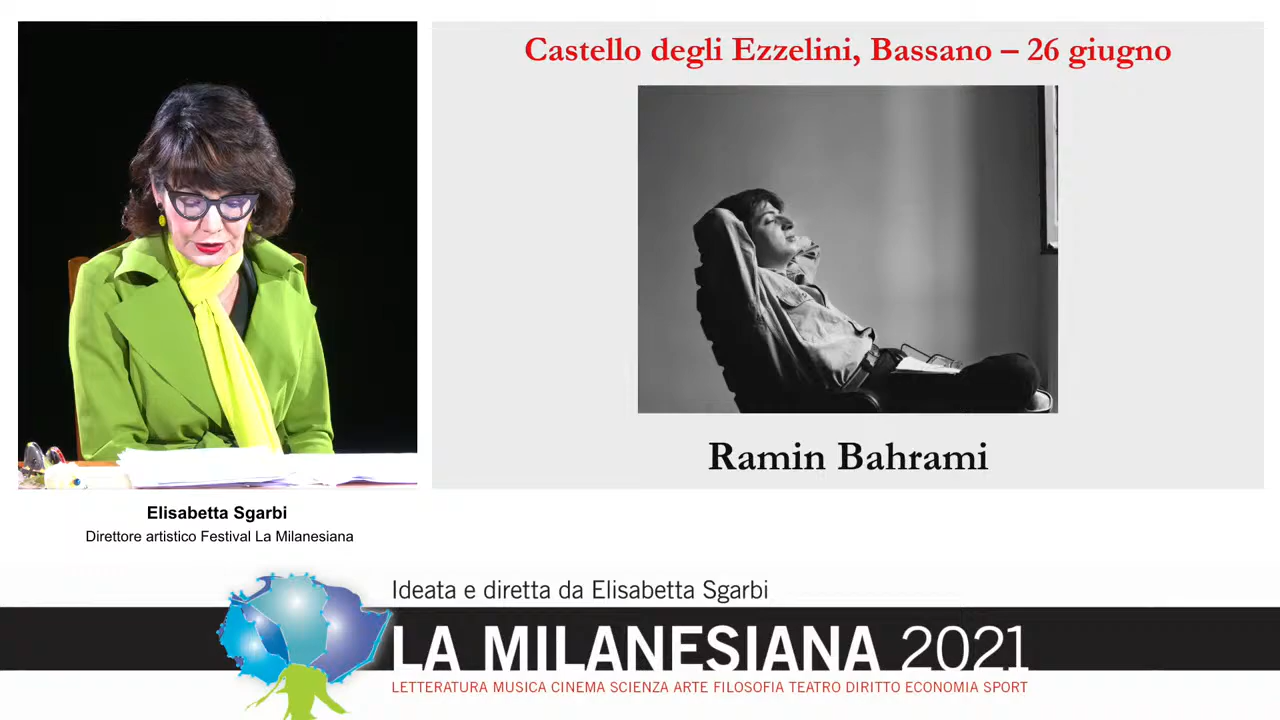 Castello degli Ezzelini, Bassano – 26 giugno
Ramin Bahrami
Elisabetta Sgarbi
Direttore artistico Festival La Milanesiana
Ideata e diretta da Elisabetta Sgarbi
LA MILANESIANA 2021
LETTERATURA MUSICA CINEMA SCIENZA ARTE FILOSOFIA TEATRO DIRITTO ECONOMIA SPORT